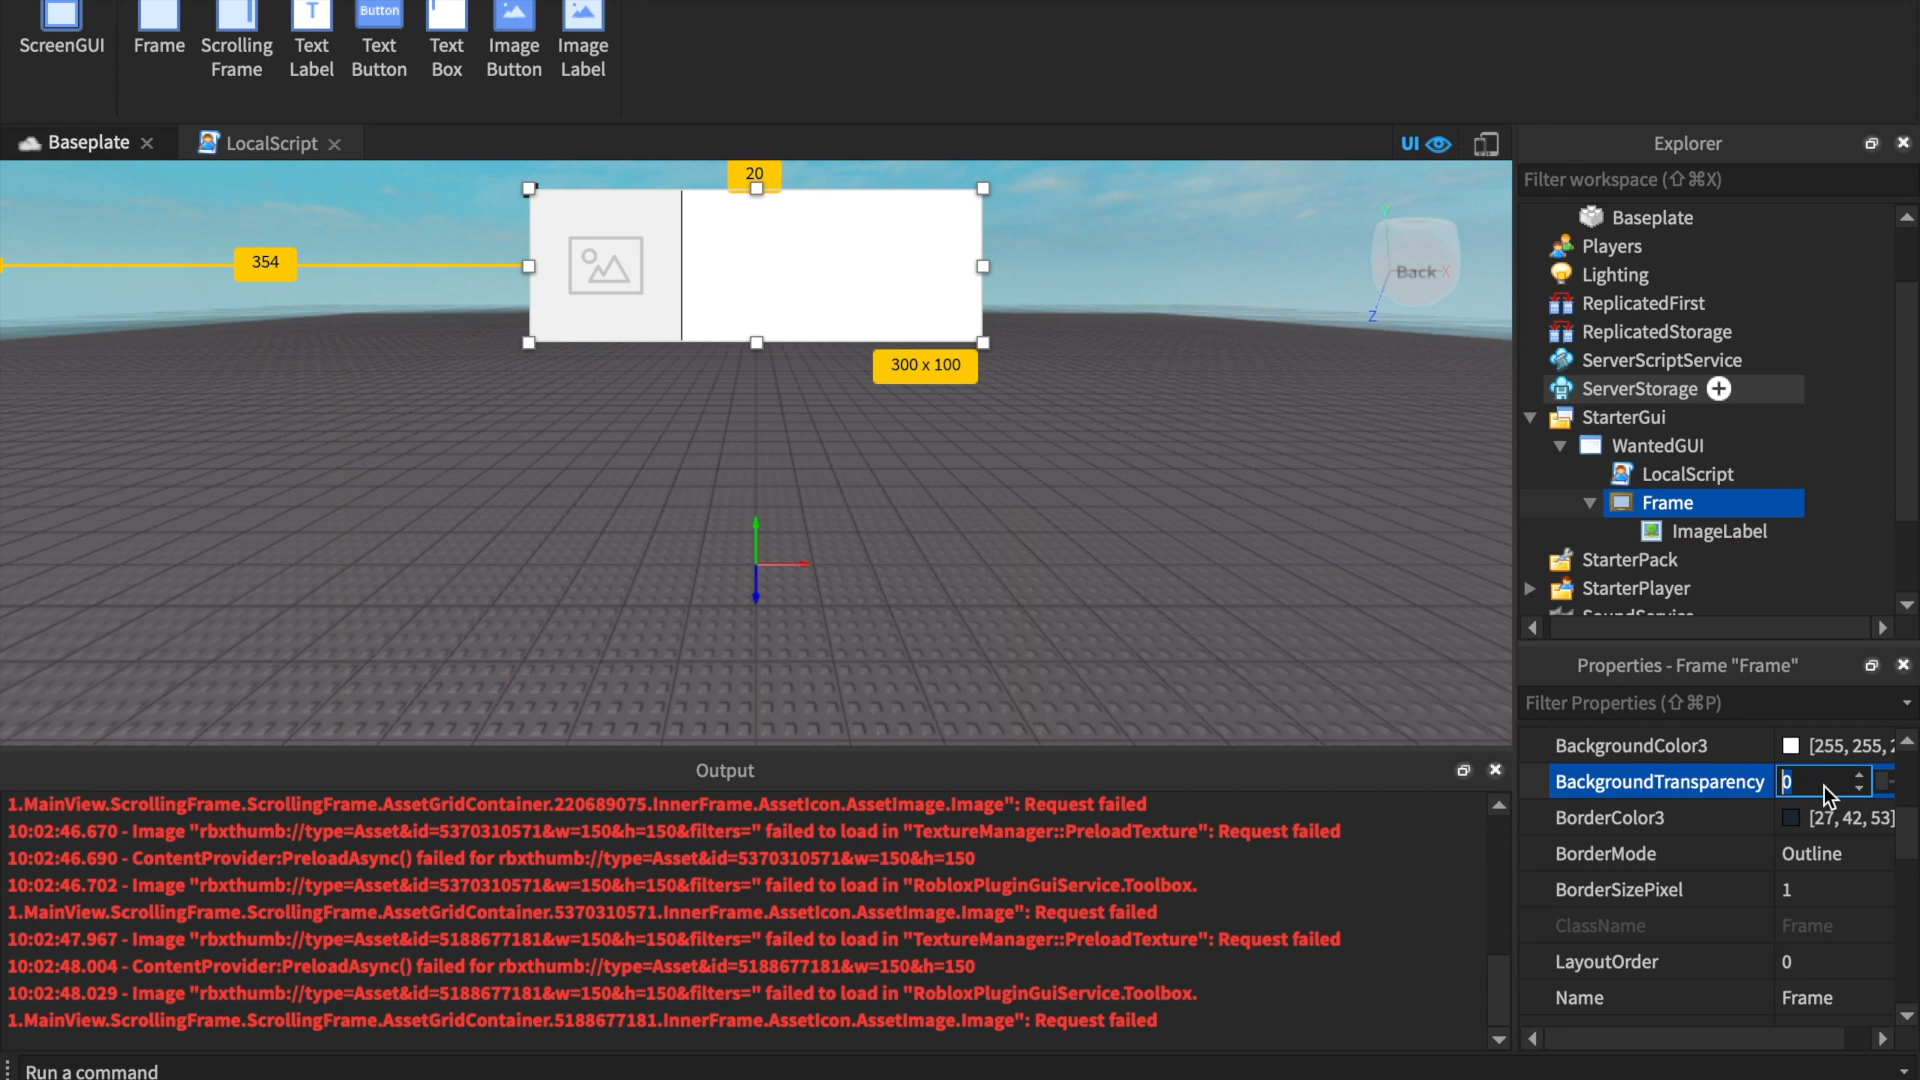 ScreenGUI
Frame
Scrolling
Frame
T
Text
Label
Button
Text
Button
Text
Box
Image
Button
Image
Label
Baseplate
LocalScript
UI
20
354
300 x 100
Y
Back
X
Z
Explorer
Filter workspace (⇧⌘X)
Baseplate
Players
Lighting
ReplicatedFirst
ReplicatedStorage
ServerScriptService
ServerStorage
StarterGui
WantedGUI
LocalScript
Frame
ImageLabel
StarterPack
StarterPlayer
SoundService
Properties - Frame "Frame"
Filter Properties (⇧⌘P)
BackgroundColor3 [255, 255, 2
BackgroundTransparency 0
BorderColor3 [27, 42, 53]
BorderMode Outline
BorderSizePixel 1
ClassName Frame
LayoutOrder 0
Name Frame
Output
1.MainView.ScrollingFrame.ScrollingFrame.AssetGridContainer.220689075.InnerFrame.AssetIcon.AssetImage.Image": Request failed
10:02:46.670 - Image "rbxthumb://type=Asset&id=5370310571&w=150&h=150&filters=" failed to load in "TextureManager::PreloadTexture": Request failed
10:02:46.690 - ContentProvider:PreloadAsync() failed for rbxthumb://type=Asset&id=5370310571&w=150&h=150
10:02:46.702 - Image "rbxthumb://type=Asset&id=5370310571&w=150&h=150&filters=" failed to load in "RobloxPluginGuiService.Toolbox.
1.MainView.ScrollingFrame.ScrollingFrame.AssetGridContainer.5370310571.InnerFrame.AssetIcon.AssetImage.Image": Request failed
10:02:47.967 - Image "rbxthumb://type=Asset&id=5188677181&w=150&h=150&filters=" failed to load in "TextureManager::PreloadTexture": Request failed
10:02:48.004 - ContentProvider:PreloadAsync() failed for rbxthumb://type=Asset&id=5188677181&w=150&h=150
10:02:48.029 - Image "rbxthumb://type=Asset&id=5188677181&w=150&h=150&filters=" failed to load in "RobloxPluginGuiService.Toolbox.
1.MainView.ScrollingFrame.ScrollingFrame.AssetGridContainer.5188677181.InnerFrame.AssetIcon.AssetImage.Image": Request failed
Run a command